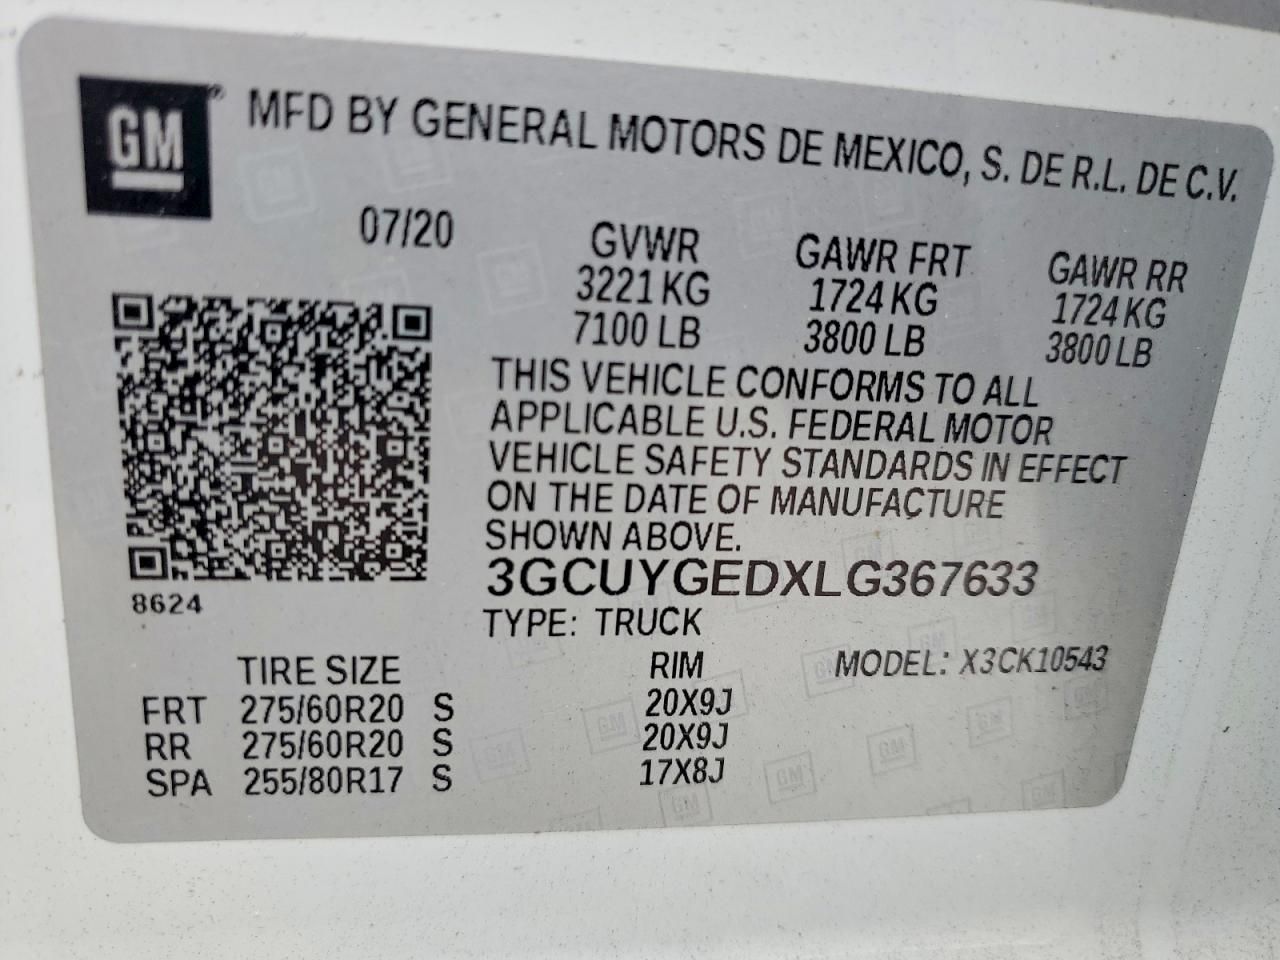 GM® MFD BY GENERAL MOTORS DE MEXICO, S. DE R.L. DE C.V.
07/20
GVWR GAWR FRT GAWR RR
3221 KG 1724 KG 1724 KG
7100 LB 3800 LB 3800 LB
THIS VEHICLE CONFORMS TO ALL
APPLICABLE U.S. FEDERAL MOTOR
VEHICLE SAFETY STANDARDS IN EFFECT
ON THE DATE OF MANUFACTURE
SHOWN ABOVE.
3GCUYGEDXLG367633
8624
TYPE: TRUCK
TIRE SIZE RIM MODEL: X3CK10543
FRT 275/60R20 S 20X9J
RR 275/60R20 S 20X9J
SPA 255/80R17 S 17X8J